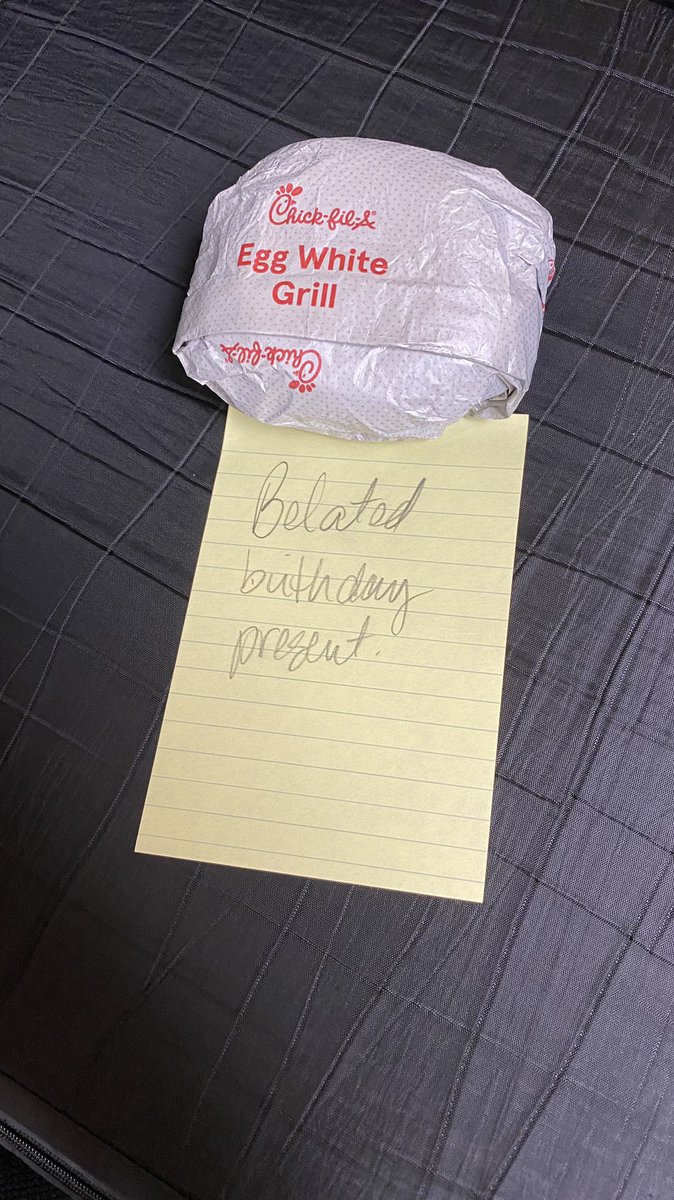 Chick-fil-A
Egg White
Grill
Chick-fil-A
Belated
birthday
present.